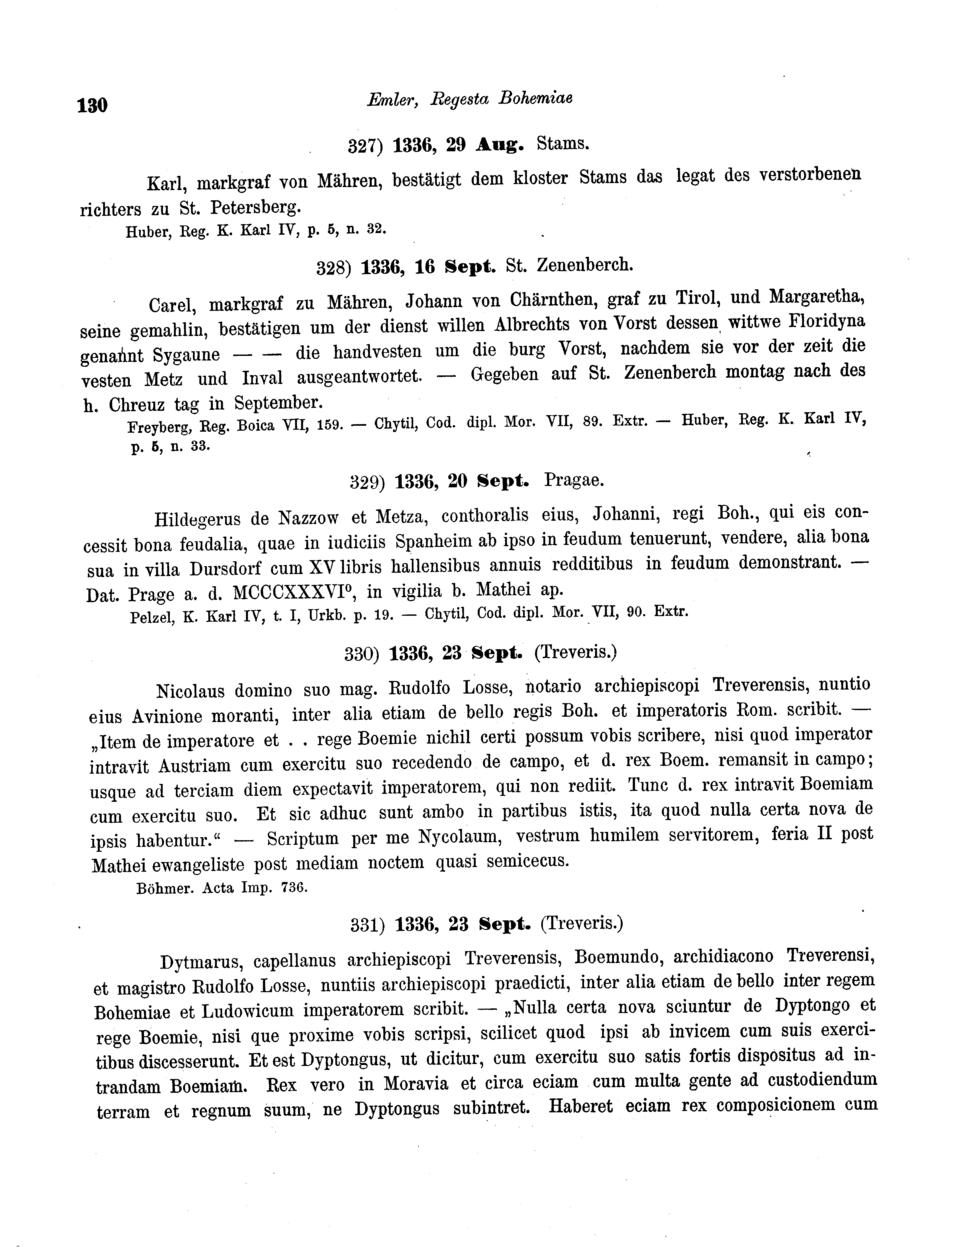 130
Emler, Regesta Bohemiae
327) 1336, 29 Aug. Stams.
Karl, markgraf von Mähren, bestätigt dem kloster Stams das legat des verstorbenen
richters zu St. Petersberg.
Huber, Reg. K. Karl IV, p. 5, n. 32.
328) 1336, 16 Sept. St. Zenenberch.
Carel, markgraf zu Mähren, Johann von Chärnthen, graf zu Tirol, und Margaretha,
seine gemahlin, bestätigen um der dienst willen Albrechts von Vorst dessen wittwe Floridyna
genannt Sygaune — — die handvesten um die burg Vorst, nachdem sie vor der zeit die
vesten Metz und Inval ausgeantwortet. — Gegeben auf St. Zenenberch montag nach des
h. Chreuz tag in September.
Freyberg, Reg. Boica VII, 159. — Chytil, Cod. dipl. Mor. VII, 89. Extr. — Huber, Reg. K. Karl IV,
p. 5, n. 33.
329) 1336, 20 Sept. Pragae.
Hildegerus de Nazzow et Metza, conthoralis eius, Johanni, regi Boh., qui eis con-
cessit bona feudalia, quae in iudiciis Spanheim ab ipso in feudum tenuerunt, vendere, alia bona
sua in villa Dursdorf cum XV libris hallensibus annuis redditibus in feudum demonstrant. —
Dat. Prage a. d. MCCCXXXVI⁰, in vigilia b. Mathei ap.
Pelzel, K. Karl IV, t. I, Urkb. p. 19. — Chytil, Cod. dipl. Mor. VII, 90. Extr.
330) 1336, 23 Sept. (Treveris.)
Nicolaus domino suo mag. Rudolfo Losse, notario archiepiscopi Treverensis, nuntio
eius Avinione moranti, inter alia etiam de bello regis Boh. et imperatoris Rom. scribit. —
„Item de imperatore et . . rege Boemie nichil certi possum vobis scribere, nisi quod imperator
intravit Austriam cum exercitu suo recedendo de campo, et d. rex Boem. remansit in campo;
usque ad terciam diem expectavit imperatorem, qui non rediit. Tunc d. rex intravit Boemiam
cum exercitu suo. Et sic adhuc sunt ambo in partibus istis, ita quod nulla certa nova de
ipsis habentur.“ — Scriptum per me Nycolaum, vestrum humilem servitorem, feria II post
Mathei ewangeliste post mediam noctem quasi semicecus.
Böhmer. Acta Imp. 736.
331) 1336, 23 Sept. (Treveris.)
Dytmarus, capellanus archiepiscopi Treverensis, Boemundo, archidiacono Treverensi,
et magistro Rudolfo Losse, nuntiis archiepiscopi praedicti, inter alia etiam de bello inter regem
Bohemiae et Ludowicum imperatorem scribit. — „Nulla certa nova sciuntur de Dyptongo et
rege Boemie, nisi que proxime vobis scripsi, scilicet quod ipsi ab invicem cum suis exerci-
tibus discesserunt. Et est Dyptongus, ut dicitur, cum exercitu suo satis fortis dispositus ad in-
trandam Boemiam. Rex vero in Moravia et circa eciam cum multa gente ad custodiendum
terram et regnum suum, ne Dyptongus subintret. Haberet eciam rex composicionem cum